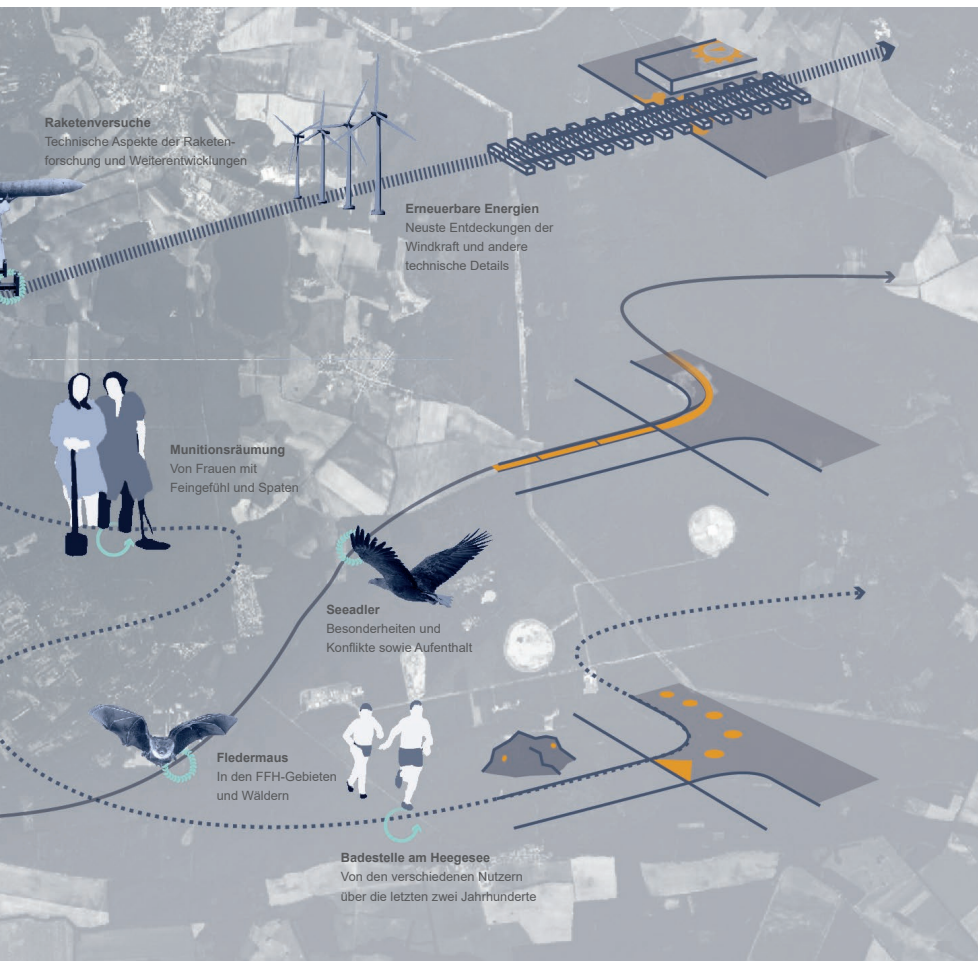 Raketenversuche
Technische Aspekte der Raketen-
forschung und Weiterentwicklungen
Erneuerbare Energien
Neuste Entdeckungen der
Windkraft und andere
technische Details
Munitionsräumung
Von Frauen mit
Feingefühl und Spaten
Seeadler
Besonderheiten und
Konflikte sowie Aufenthalt
Fledermaus
In den FFH-Gebieten
und Wäldern
Badestelle am Heegesee
Von den verschiedenen Nutzern
über die letzten zwei Jahrhunderte